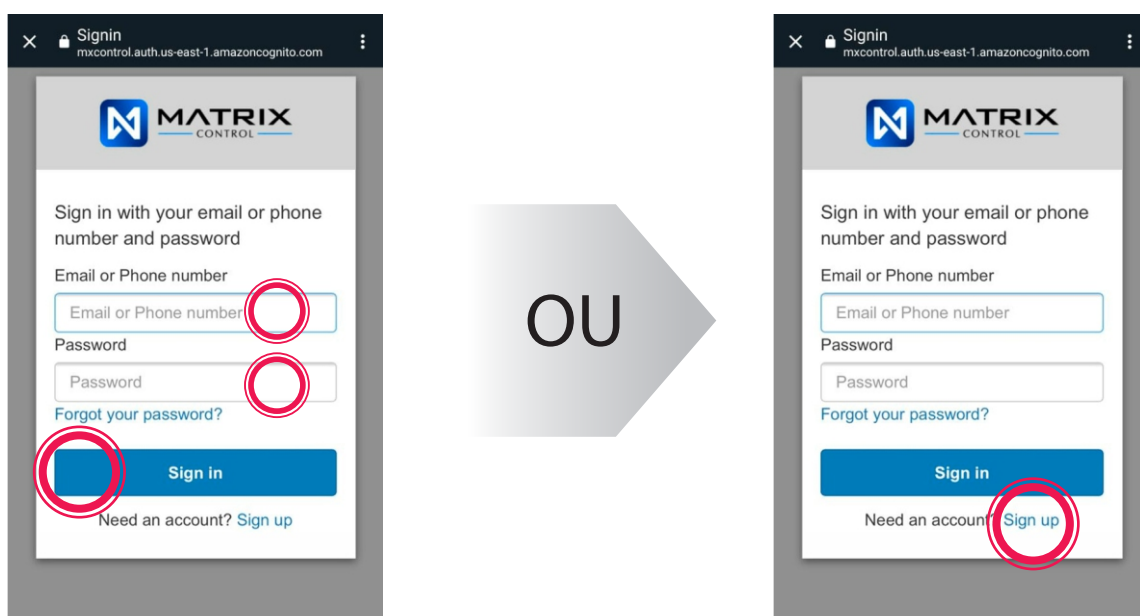 Signin
mxcontrol.auth.us-east-1.amazoncognito.com
MATRIX
CONTROL
Sign in with your email or phone
number and password
Email or Phone number
Email or Phone number
Password
Password
Forgot your password?
Sign in
Need an account? Sign up
OU
Signin
mxcontrol.auth.us-east-1.amazoncognito.com
MATRIX
CONTROL
Sign in with your email or phone
number and password
Email or Phone number
Email or Phone number
Password
Password
Forgot your password?
Sign in
Need an account? Sign up